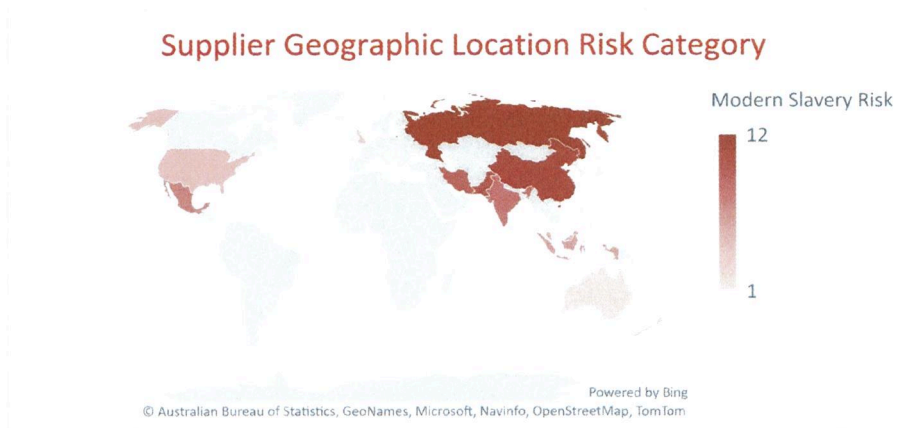 Supplier Geographic Location Risk Category
Modern Slavery Risk
12
1
Powered by Bing
© Australian Bureau of Statistics, GeoNames, Microsoft, Navinfo, OpenStreetMap, TomTom